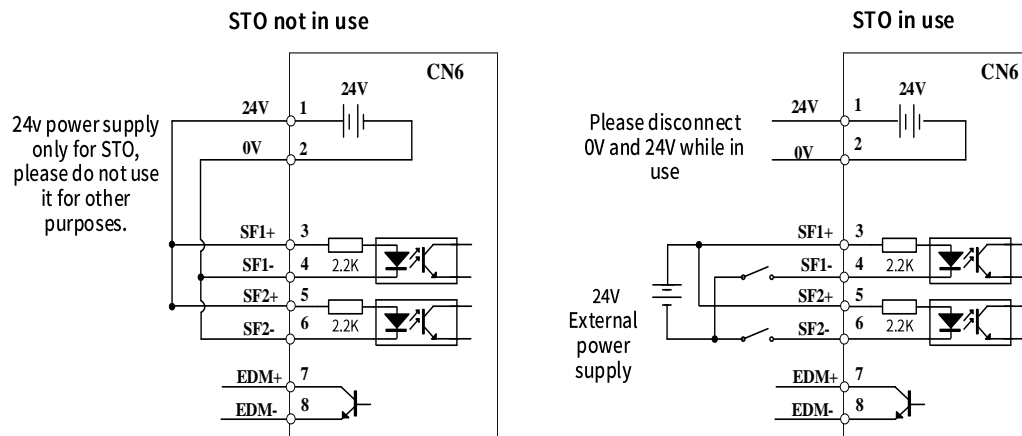 STO not in use
CN6
24V
24V
1
0V
2
24v power supply
only for STO,
please do not use
it for other
purposes.
SF1+
3
2.2K
SF1-
4
SF2+
5
2.2K
SF2-
6
EDM+
7
EDM-
8
STO in use
CN6
24V
24V
1
0V
2
Please disconnect
0V and 24V while in
use
SF1+
3
2.2K
SF1-
4
SF2+
5
2.2K
SF2-
6
24V
External
power
supply
EDM+
7
EDM-
8